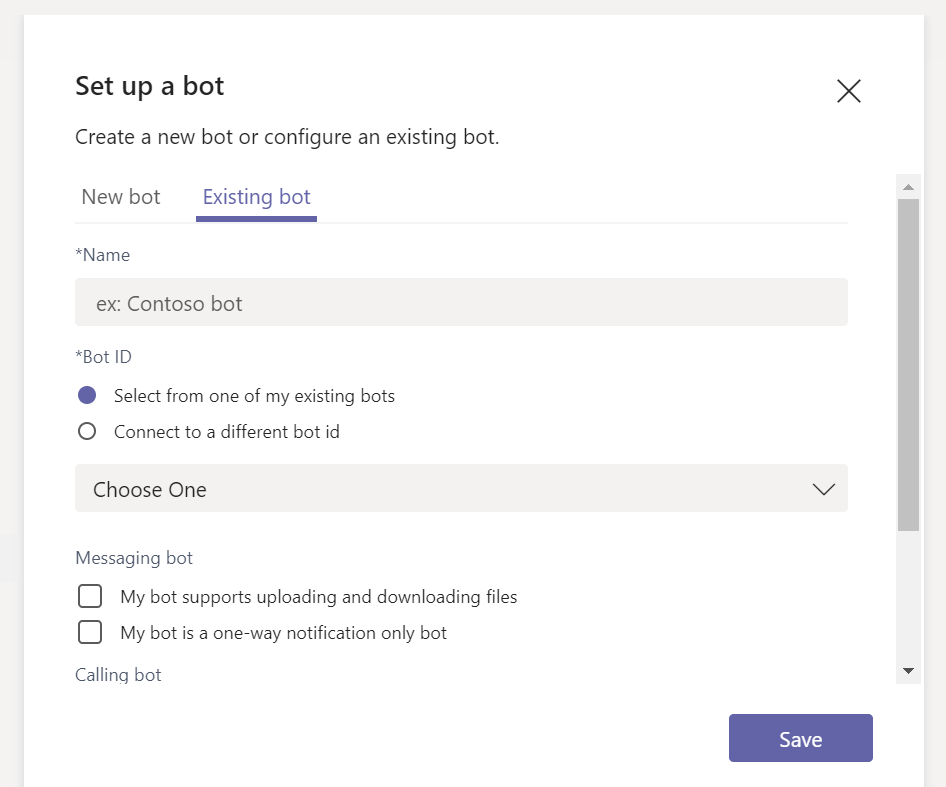 Set up a bot
Create a new bot or configure an existing bot.
New bot Existing bot
*Name
ex: Contoso bot
*Bot ID
Select from one of my existing bots
Connect to a different bot id
Choose One
Messaging bot
My bot supports uploading and downloading files
My bot is a one-way notification only bot
Calling bot
Save